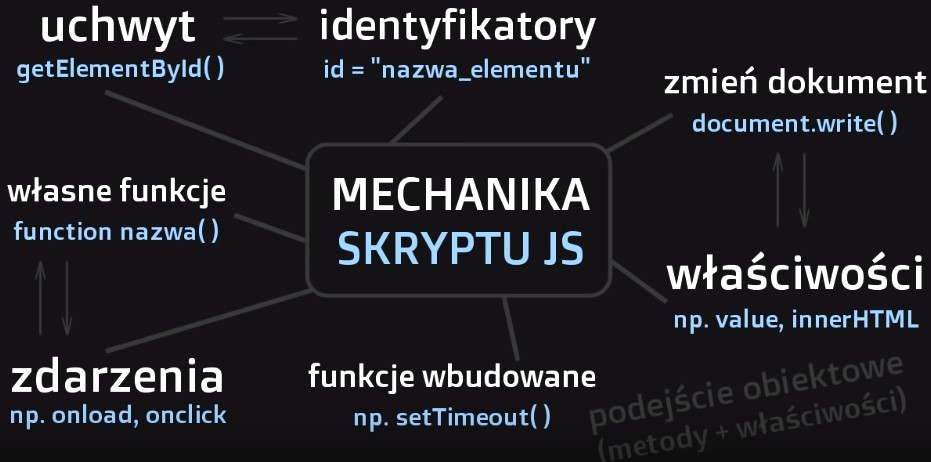 uchwyt
getElementById( )
identyfikatory
id = "nazwa_elementu"
zmień dokument
document.write( )
własne funkcje
function nazwa( )
MECHANIKA
SKRYPTU JS
właściwości
np. value, innerHTML
zdarzenia
np. onload, onclick
funkcje wbudowane
np. setTimeout( )
podejście obiektowe
(metody + właściwości)